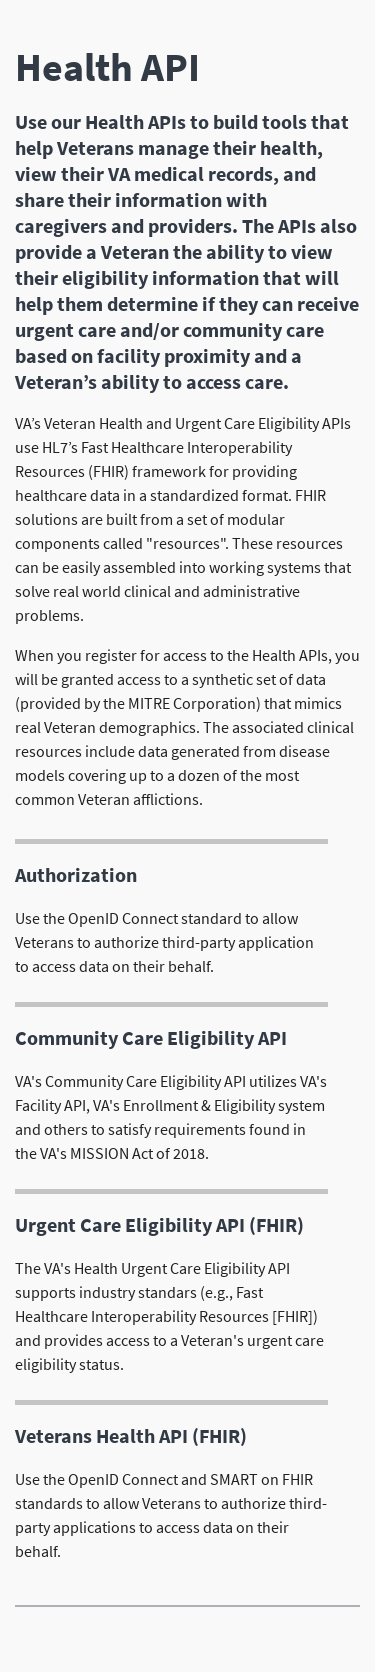 Health API
Use our Health APIs to build tools that
help Veterans manage their health,
view their VA medical records, and
share their information with
caregivers and providers. The APIs also
provide a Veteran the ability to view
their eligibility information that will
help them determine if they can receive
urgent care and/or community care
based on facility proximity and a
Veteran’s ability to access care.
VA’s Veteran Health and Urgent Care Eligibility APIs
use HL7’s Fast Healthcare Interoperability
Resources (FHIR) framework for providing
healthcare data in a standardized format. FHIR
solutions are built from a set of modular
components called "resources". These resources
can be easily assembled into working systems that
solve real world clinical and administrative
problems.
When you register for access to the Health APIs, you
will be granted access to a synthetic set of data
(provided by the MITRE Corporation) that mimics
real Veteran demographics. The associated clinical
resources include data generated from disease
models covering up to a dozen of the most
common Veteran afflictions.
Authorization
Use the OpenID Connect standard to allow
Veterans to authorize third-party application
to access data on their behalf.
Community Care Eligibility API
VA's Community Care Eligibility API utilizes VA's
Facility API, VA's Enrollment & Eligibility system
and others to satisfy requirements found in
the VA's MISSION Act of 2018.
Urgent Care Eligibility API (FHIR)
The VA's Health Urgent Care Eligibility API
supports industry standars (e.g., Fast
Healthcare Interoperability Resources [FHIR])
and provides access to a Veteran's urgent care
eligibility status.
Veterans Health API (FHIR)
Use the OpenID Connect and SMART on FHIR
standards to allow Veterans to authorize third-
party applications to access data on their
behalf.